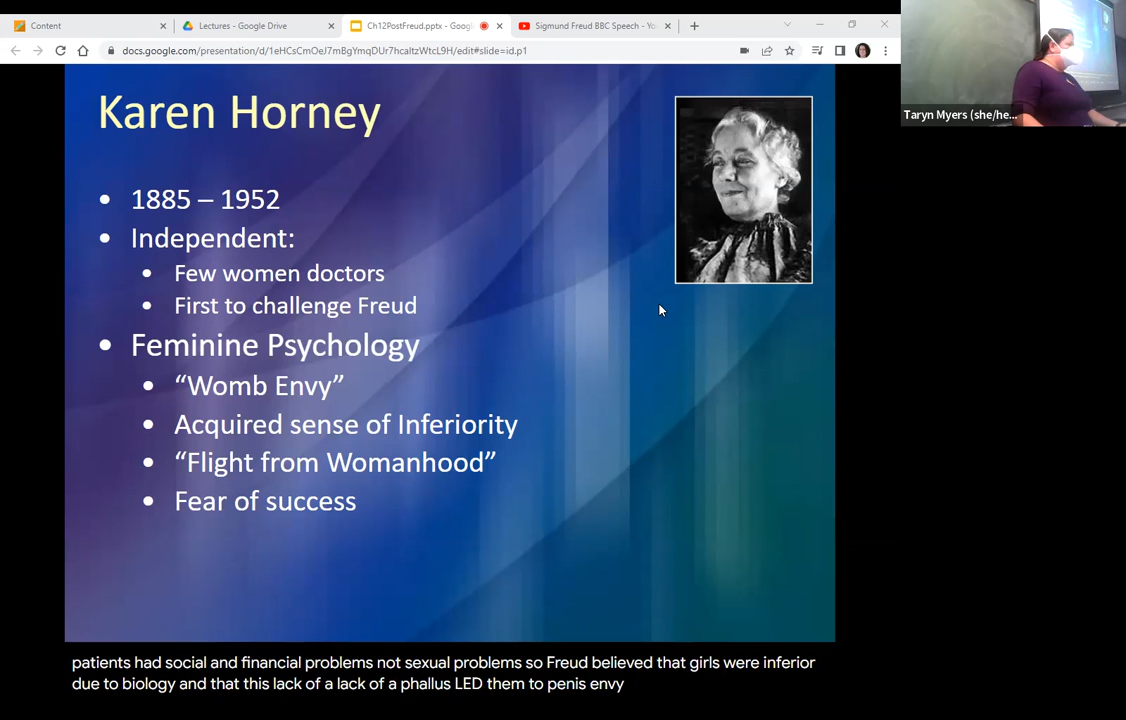 Content
Lectures - Google Drive
Ch12PostFreud.pptx - Goog
Sigmund Freud BBC Speech - Yo
docs.google.com/presentation/d/1eHCsCmOeJ7mBgYmqDUr7hcaItzWtcL9H/edit#slide=id.p1
Taryn Myers (she/he...
Karen Horney
• 1885 – 1952
• Independent:
• Few women doctors
• First to challenge Freud
• Feminine Psychology
• “Womb Envy”
• Acquired sense of Inferiority
• “Flight from Womanhood”
• Fear of success
patients had social and financial problems not sexual problems so Freud believed that girls were inferior
due to biology and that this lack of a lack of a phallus LED them to penis envy